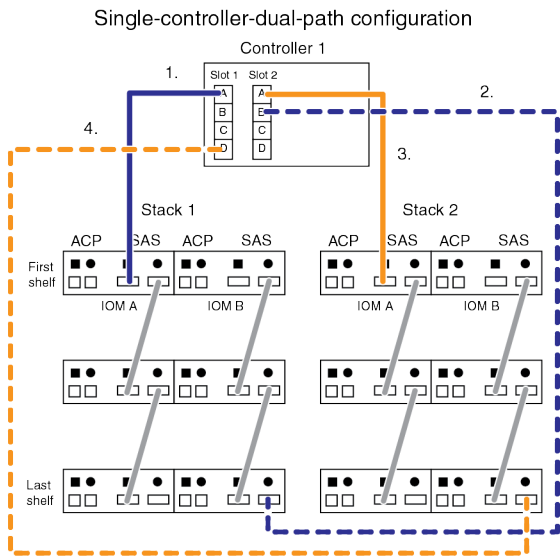 Single-controller-dual-path configuration
Controller 1
1.
Slot 1 Slot 2
2.
A A
B B
4.
C C
D D
3.
Stack 1 Stack 2
ACP SAS ACP SAS ACP SAS ACP SAS
First
shelf
IOM A IOM B IOM A IOM B
Last
shelf